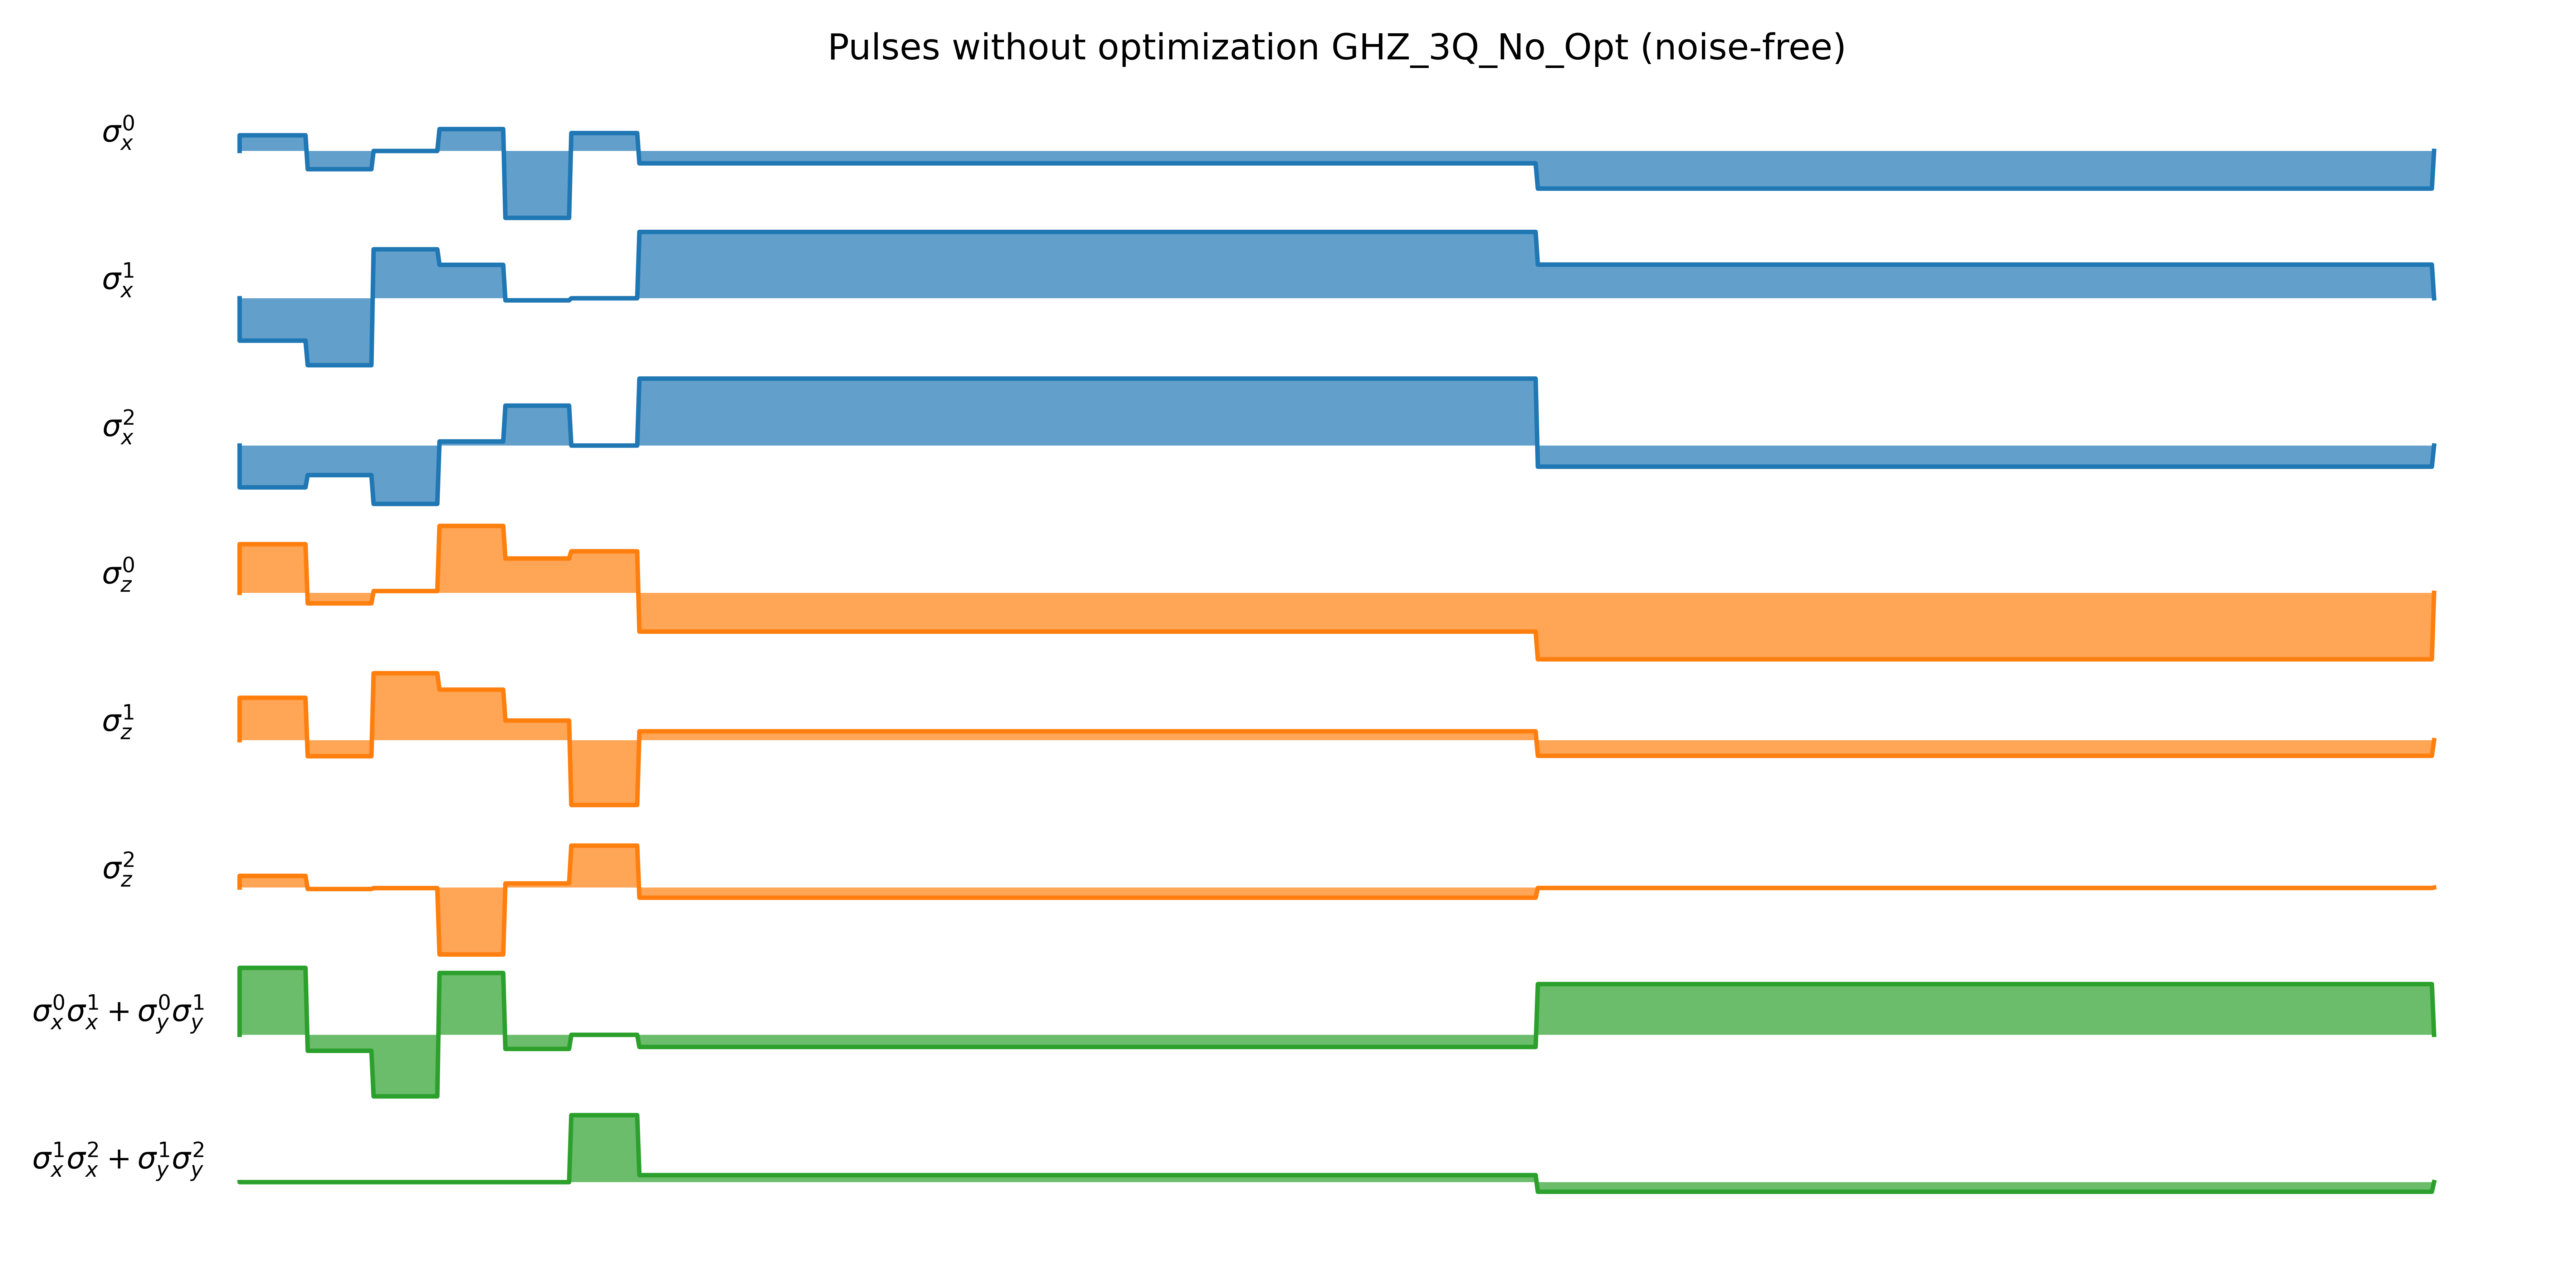 Pulses without optimization GHZ_3Q_No_Opt (noise-free)
σ_x^0
σ_x^1
σ_x^2
σ_z^0
σ_z^1
σ_z^2
σ_x^0σ_x^1 + σ_y^0σ_y^1
σ_x^1σ_x^2 + σ_y^1σ_y^2